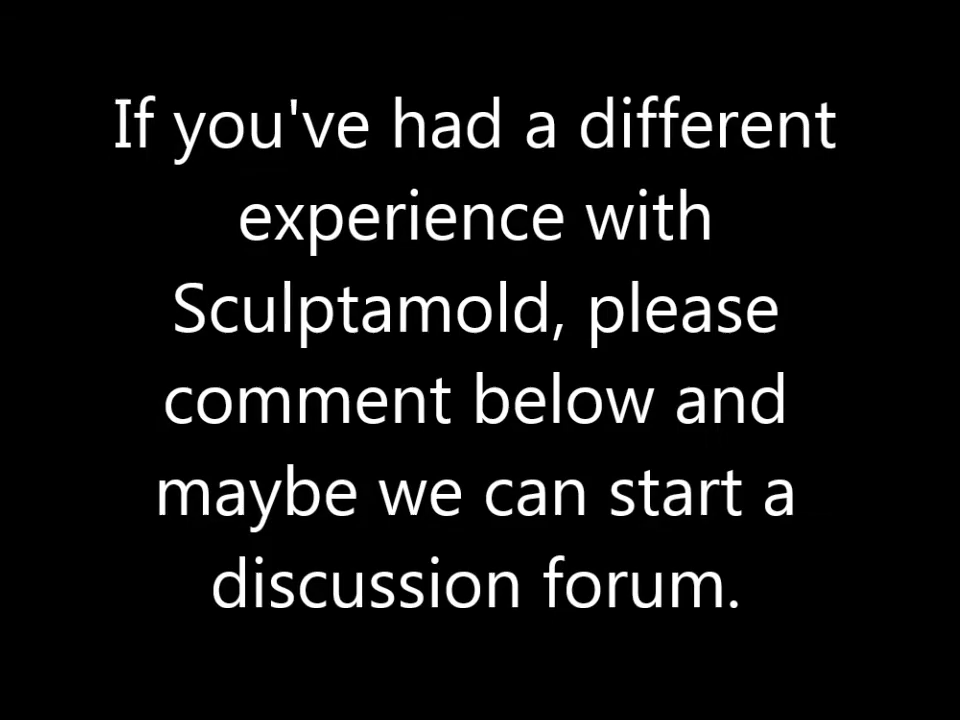 If you've had a different
experience with
Sculptamold, please
comment below and
maybe we can start a
discussion forum.